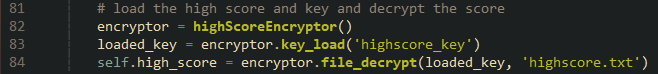 81 # load the high score and key and decrypt the score
82 encryptor = highScoreEncryptor()
83 loaded_key = encryptor.key_load('highscore_key')
84 self.high_score = encryptor.file_decrypt(loaded_key, 'highscore.txt')